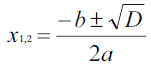 x₁,₂ = (-b ± √D) / 2a